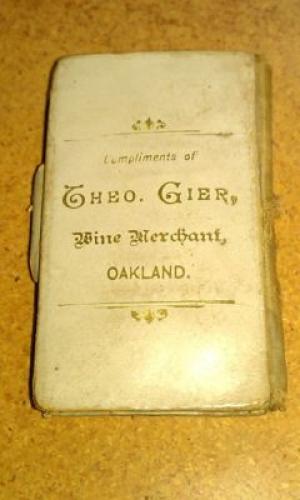 Compliments of
THEO. GIER,
Wine Merchant,
OAKLAND.